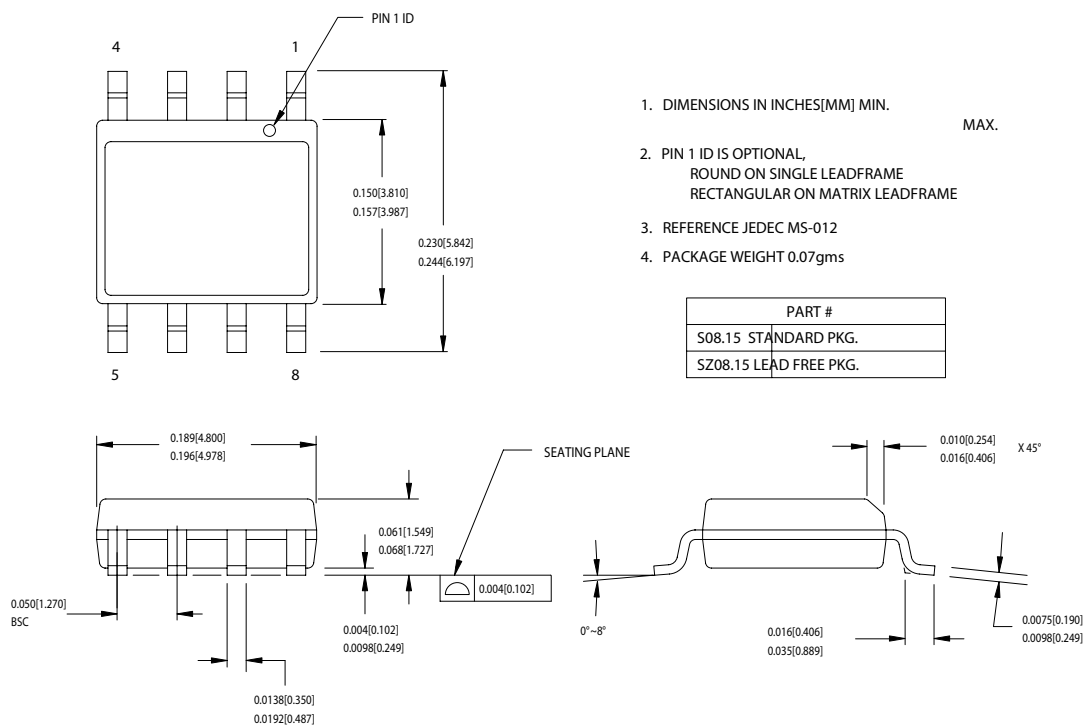 PIN 1 ID
4
1
0.150[3.810]
0.157[3.987]
0.230[5.842]
0.244[6.197]
5
8
1. DIMENSIONS IN INCHES[MM] MIN.
MAX.
2. PIN 1 ID IS OPTIONAL,
ROUND ON SINGLE LEADFRAME
RECTANGULAR ON MATRIX LEADFRAME
3. REFERENCE JEDEC MS-012
4. PACKAGE WEIGHT 0.07gms
PART #
S08.15 STANDARD PKG.
SZ08.15 LEAD FREE PKG.
0.189[4.800]
0.196[4.978]
SEATING PLANE
0.010[0.254]
0.016[0.406]
X 45°
0.061[1.549]
0.068[1.727]
0.004[0.102]
0.050[1.270]
BSC
0.004[0.102]
0.0098[0.249]
0°~8°
0.016[0.406]
0.035[0.889]
0.0075[0.190]
0.0098[0.249]
0.0138[0.350]
0.0192[0.487]